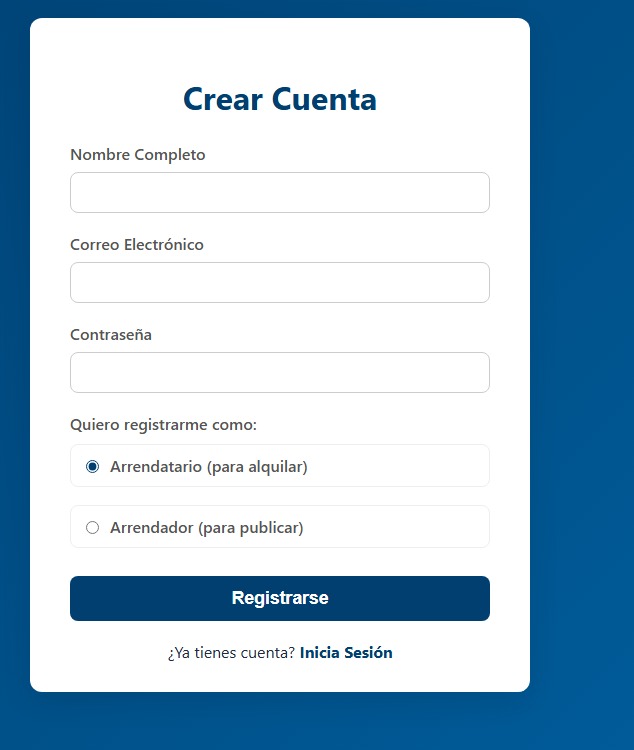 Crear Cuenta
Nombre Completo
Correo Electrónico
Contraseña
Quiero registrarme como:
Arrendatario (para alquilar)
Arrendador (para publicar)
Registrarse
¿Ya tienes cuenta? Inicia Sesión